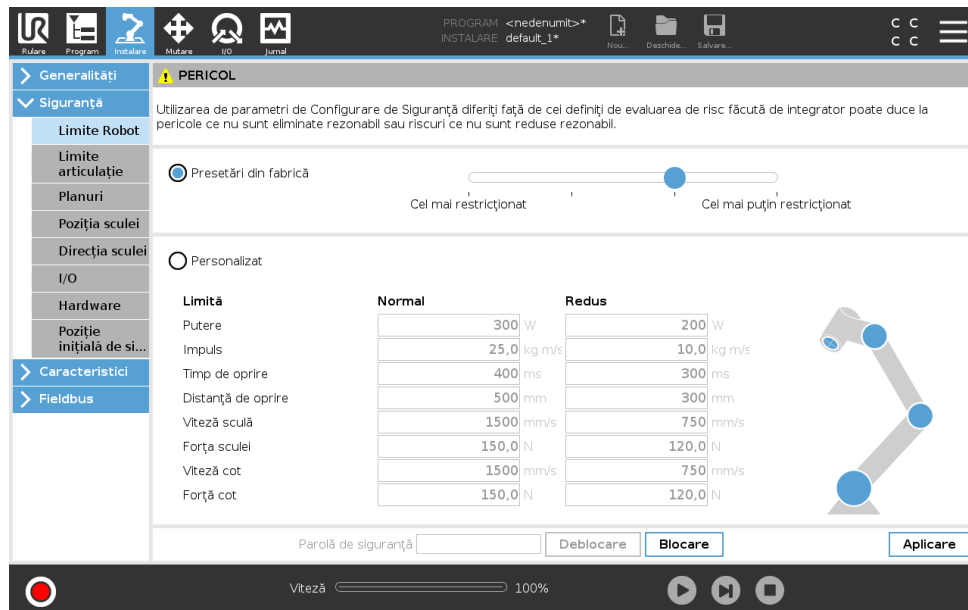 UR
Rulare
Program
Instalare
Mutare
I/O
Jurnal
PROGRAM <nedenumit>*
INSTALARE default_1*
Nou...
Deschide...
Salvare...
C C
C C
Generalități
Siguranță
Limite Robot
Limite
articulație
Planuri
Poziția sculei
Direcția sculei
I/O
Hardware
Poziție
inițială de si...
Caracteristici
Fieldbus
PERICOL
Utilizarea de parametri de Configurare de Siguranță diferiți față de cei definiți de evaluarea de risc făcută de integrator poate duce la
pericole ce nu sunt eliminate rezonabil sau riscuri ce nu sunt reduse rezonabil.
Presetări din fabrică
Cel mai restricționat
Cel mai puțin restricționat
Personalizat
Limită Normal Redus
Putere 300 W 200 W
Impuls 25,0 kg m/s 10,0 kg m/s
Timp de oprire 400 ms 300 ms
Distanță de oprire 500 mm 300 mm
Viteză sculă 1500 mm/s 750 mm/s
Forța sculei 150,0 N 120,0 N
Viteză cot 1500 mm/s 750 mm/s
Forță cot 150,0 N 120,0 N
Parolă de siguranță
Deblocare
Blocare
Aplicare
Viteză 100%